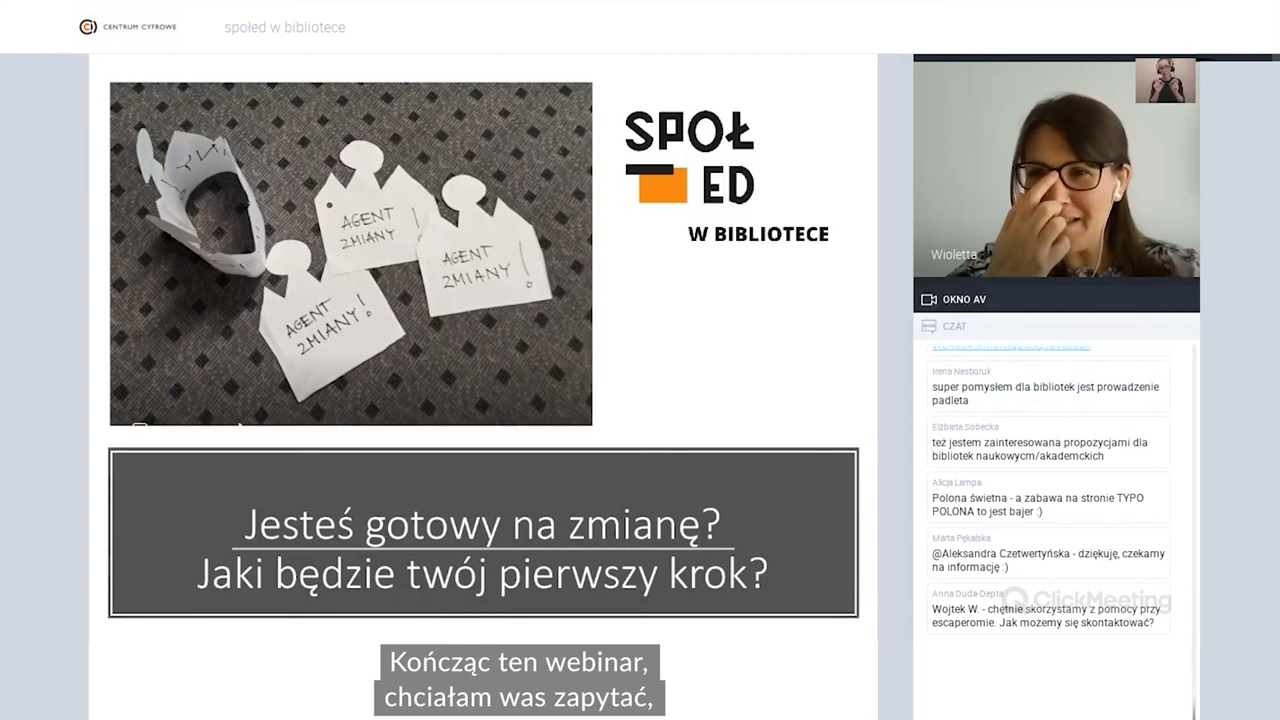 CENTRUM CYFROWE
społed w bibliotece
AGENT
ZMIANY !
AGENT
ZMIANY !
AGENT
ZMIANY!
SPOŁ
ED
W BIBLIOTECE
Jesteś gotowy na zmianę?
Jaki będzie twój pierwszy krok?
Kończąc ten webinar,
chciałam was zapytać,
Wioletta
OKNO AV
CZAT
Irena Nestioruk
super pomysłem dla bibliotek jest prowadzenie
padleta
Elżbieta Sobecka
też jestem zainteresowana propozycjami dla
bibliotek naukowycm/akademckich
Alicja Lampa
Polona świetna - a zabawa na stronie TYPO
POLONA to jest bajer :)
Marta Pękalska
@Aleksandra Czetwertyńska - dziękuję, czekamy
na informację :)
Anna Duda-Depta
ClickMeeting
Wojtek W. - chętnie skorzystamy z pomocy przy
escaperomie. Jak możemy się skontaktować?